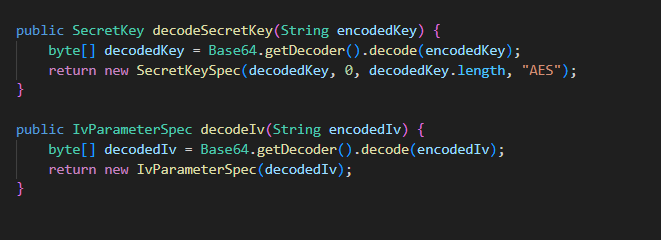 public SecretKey decodeSecretKey(String encodedKey) {
    byte[] decodedKey = Base64.getDecoder().decode(encodedKey);
    return new SecretKeySpec(decodedKey, 0, decodedKey.length, "AES");
}

public IvParameterSpec decodeIv(String encodedIv) {
    byte[] decodedIv = Base64.getDecoder().decode(encodedIv);
    return new IvParameterSpec(decodedIv);
}